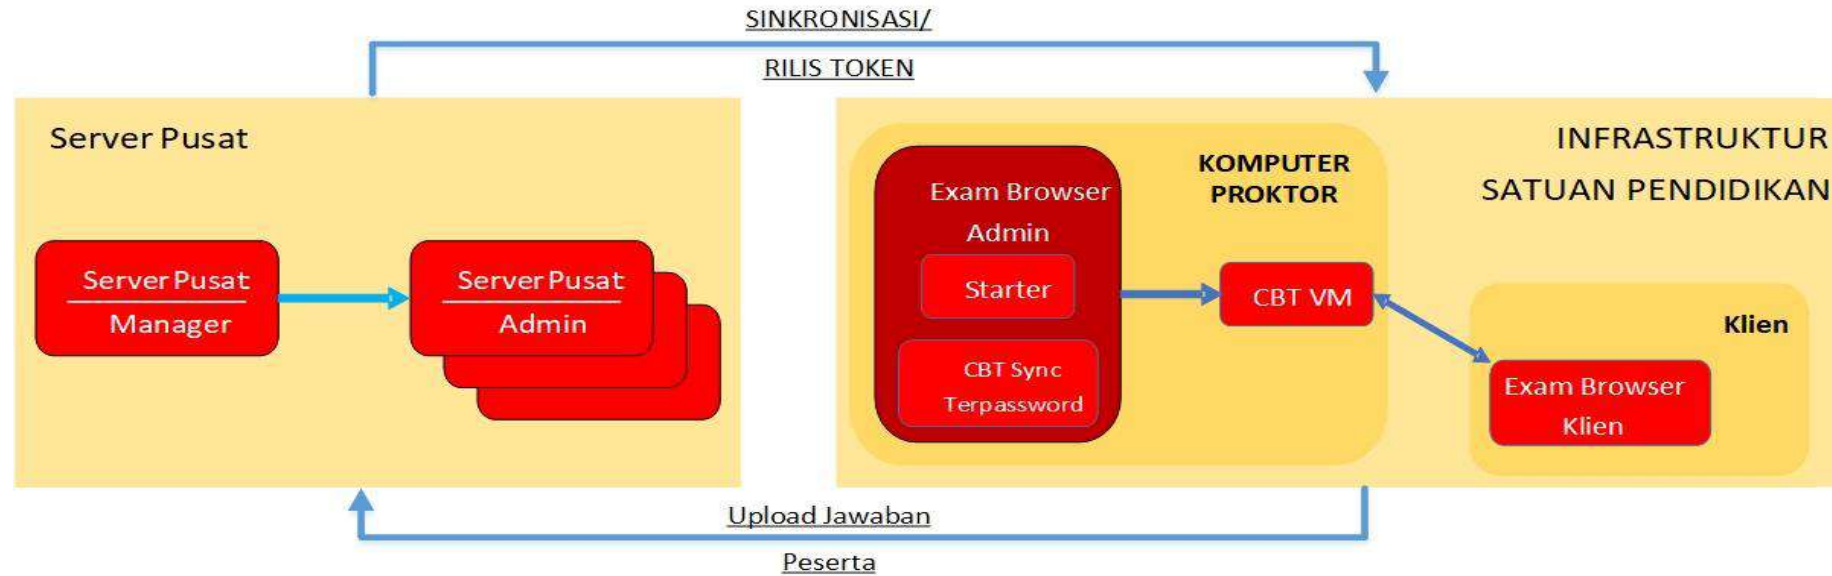 SINKRONISASI/
RILIS TOKEN
Server Pusat
Server Pusat
Manager
Server Pusat
Admin
INFRASTRUKTUR
SATUAN PENDIDIKAN
KOMPUTER
PROKTOR
Exam Browser
Admin
Starter
CBT Sync
Terpassword
CBT VM
Klien
Exam Browser
Klien
Upload Jawaban
Peserta